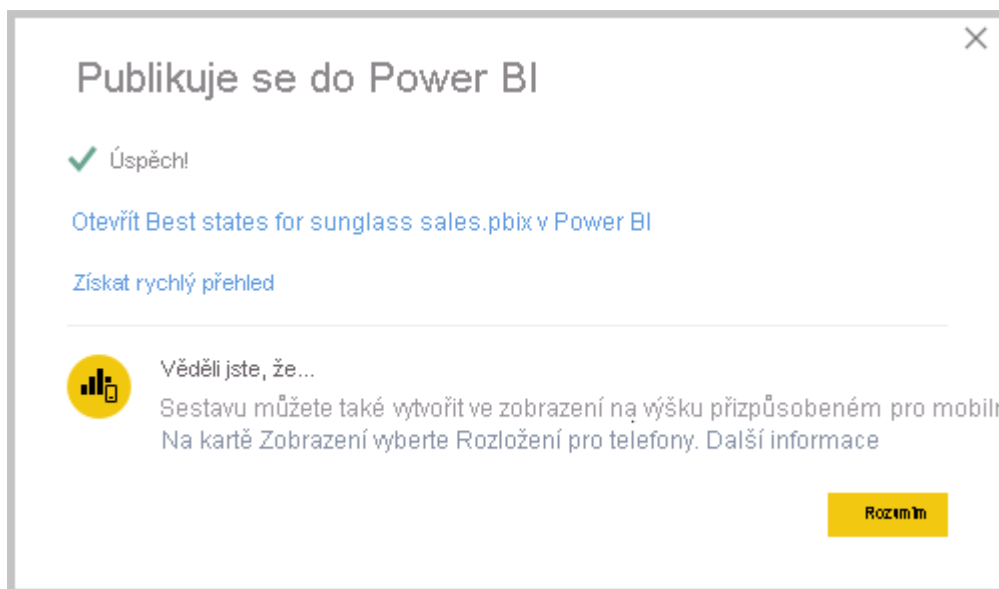 Publikuje se do Power BI
Úspěch!
Otevřít Best states for sunglass sales.pbix v Power BI
Získat rychlý přehled
Věděli jste, že...
Sestavu můžete také vytvořit ve zobrazení na výšku přizpůsobeném pro
Na kartě Zobrazení vyberte Rozložení pro telefony. Další informace
Rozumím